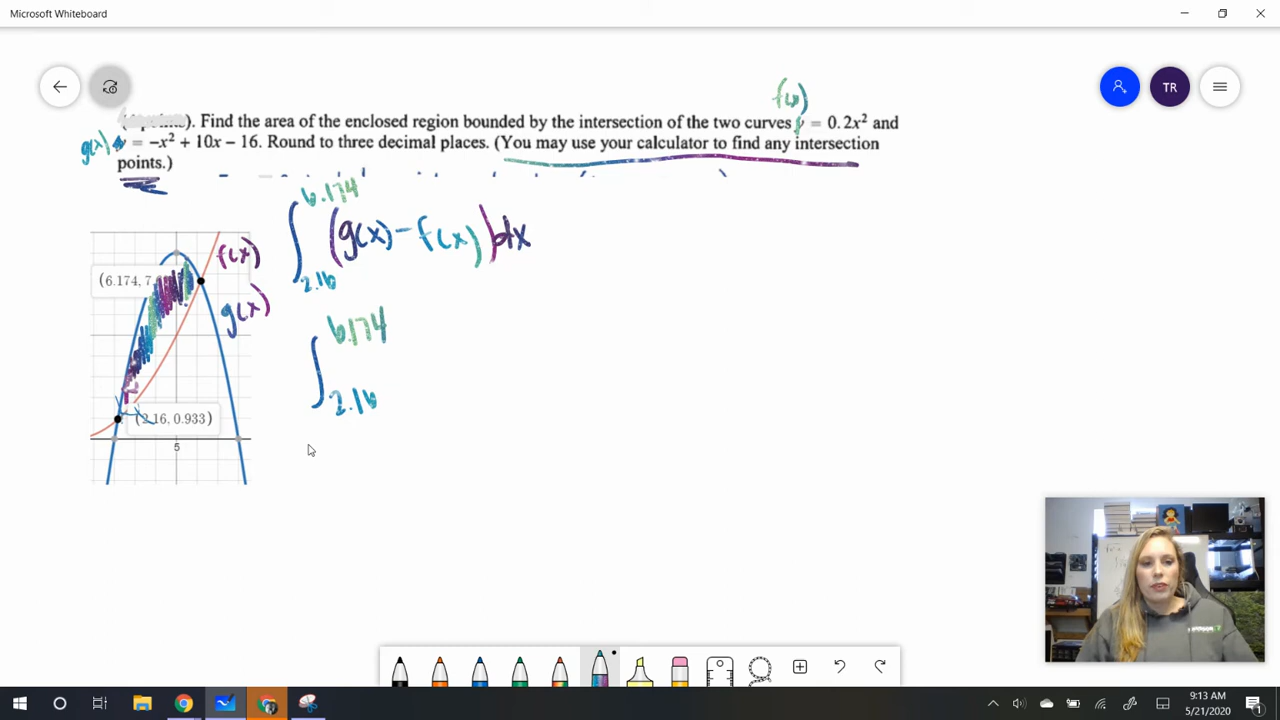 Microsoft Whiteboard
TR
f(x)
. Find the area of the enclosed region bounded by the intersection of the two curves y = 0.2x² and
g(x) = −x² + 10x − 16. Round to three decimal places. (You may use your calculator to find any intersection
points.)
∫ 6.174 2.16 (g(x) − f(x)) dx
f(x)
(6.174, 7.
g(x)
∫ 6.174 2.16
(2.16, 0.933)
5
9:13 AM
5/21/2020
1